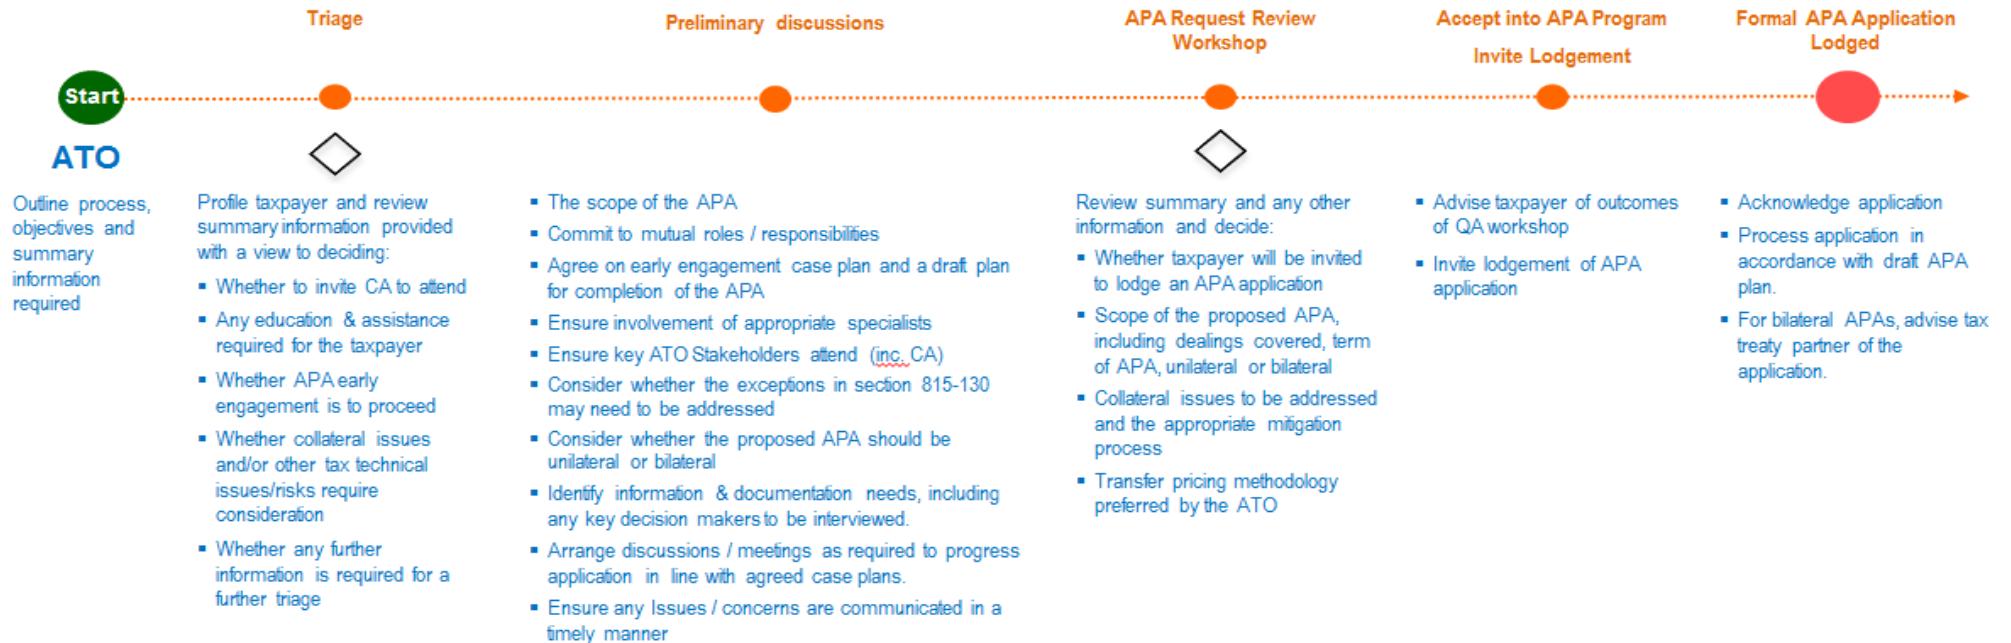 Triage
Preliminary discussions
APA Request Review
Workshop
Accept into APA Program
Invite Lodgement
Formal APA Application
Lodged
Start
ATO
Outline process,
objectives and
summary
information
required
Profile taxpayer and review
summary information provided
with a view to deciding:
▪ Whether to invite CA to attend
▪ Any education & assistance
required for the taxpayer
▪ Whether APA early
engagement is to proceed
▪ Whether collateral issues
and/or other tax technical
issues/risks require
consideration
▪ Whether any further
information is required for a
further triage
▪ The scope of the APA
▪ Commit to mutual roles / responsibilities
▪ Agree on early engagement case plan and a draft plan
for completion of the APA
▪ Ensure involvement of appropriate specialists
▪ Ensure key ATO Stakeholders attend (inc. CA)
▪ Consider whether the exceptions in section 815-130
may need to be addressed
▪ Consider whether the proposed APA should be
unilateral or bilateral
▪ Identify information & documentation needs, including
any key decision makers to be interviewed.
▪ Arrange discussions / meetings as required to progress
application in line with agreed case plans.
▪ Ensure any Issues / concerns are communicated in a
timely manner
Review summary and any other
information and decide:
▪ Whether taxpayer will be invited
to lodge an APA application
▪ Scope of the proposed APA,
including dealings covered, term
of APA, unilateral or bilateral
▪ Collateral issues to be addressed
and the appropriate mitigation
process
▪ Transfer pricing methodology
preferred by the ATO
▪ Advise taxpayer of outcomes
of QA workshop
▪ Invite lodgement of APA
application
▪ Acknowledge application
▪ Process application in
accordance with draft APA
plan.
▪ For bilateral APAs, advise tax
treaty partner of the
application.